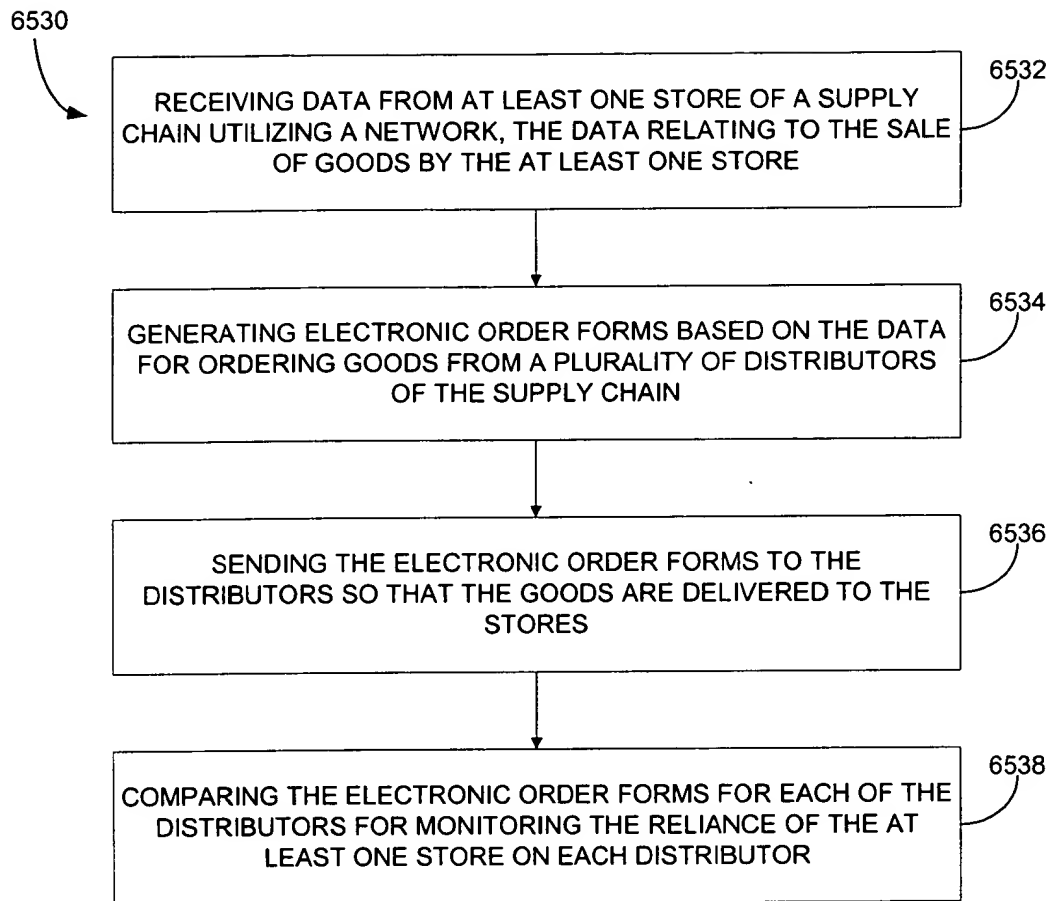 6530
6532
RECEIVING DATA FROM AT LEAST ONE STORE OF A SUPPLY
CHAIN UTILIZING A NETWORK, THE DATA RELATING TO THE SALE
OF GOODS BY THE AT LEAST ONE STORE
6534
GENERATING ELECTRONIC ORDER FORMS BASED ON THE DATA
FOR ORDERING GOODS FROM A PLURALITY OF DISTRIBUTORS
OF THE SUPPLY CHAIN
6536
SENDING THE ELECTRONIC ORDER FORMS TO THE
DISTRIBUTORS SO THAT THE GOODS ARE DELIVERED TO THE
STORES
6538
COMPARING THE ELECTRONIC ORDER FORMS FOR EACH OF THE
DISTRIBUTORS FOR MONITORING THE RELIANCE OF THE AT
LEAST ONE STORE ON EACH DISTRIBUTOR